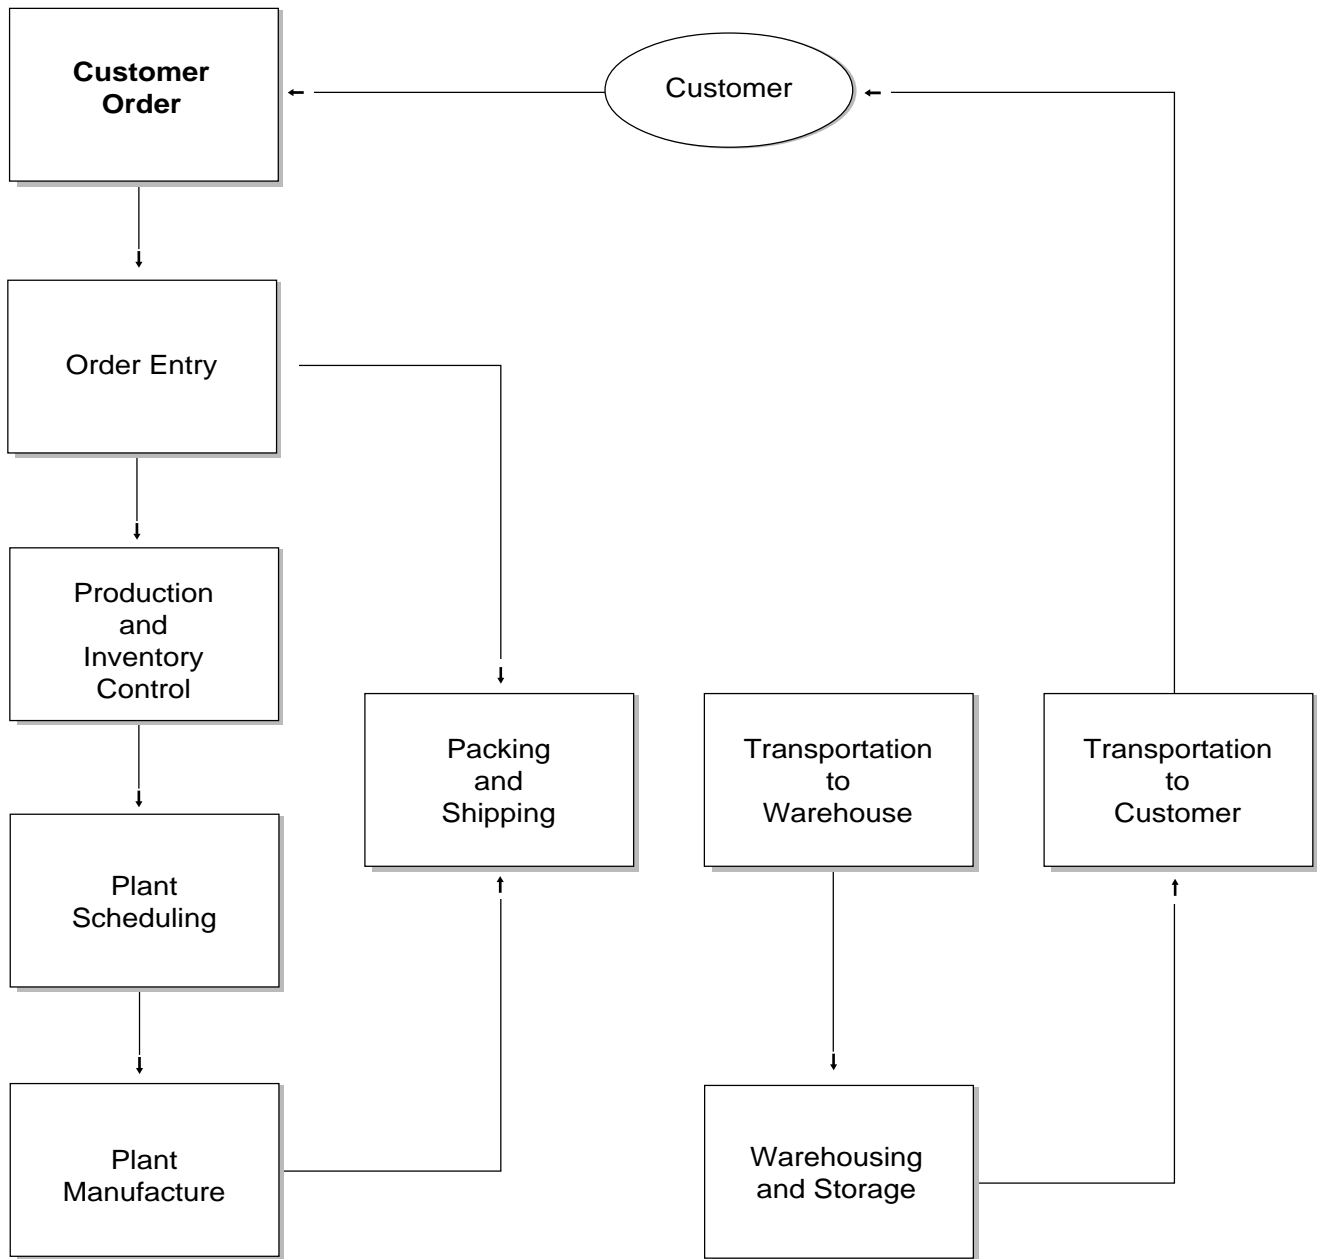 Customer
Order
Customer
Order Entry
Production
and
Inventory
Control
Packing
and
Shipping
Transportation
to
Warehouse
Transportation
to
Customer
Plant
Scheduling
Plant
Manufacture
Warehousing
and Storage